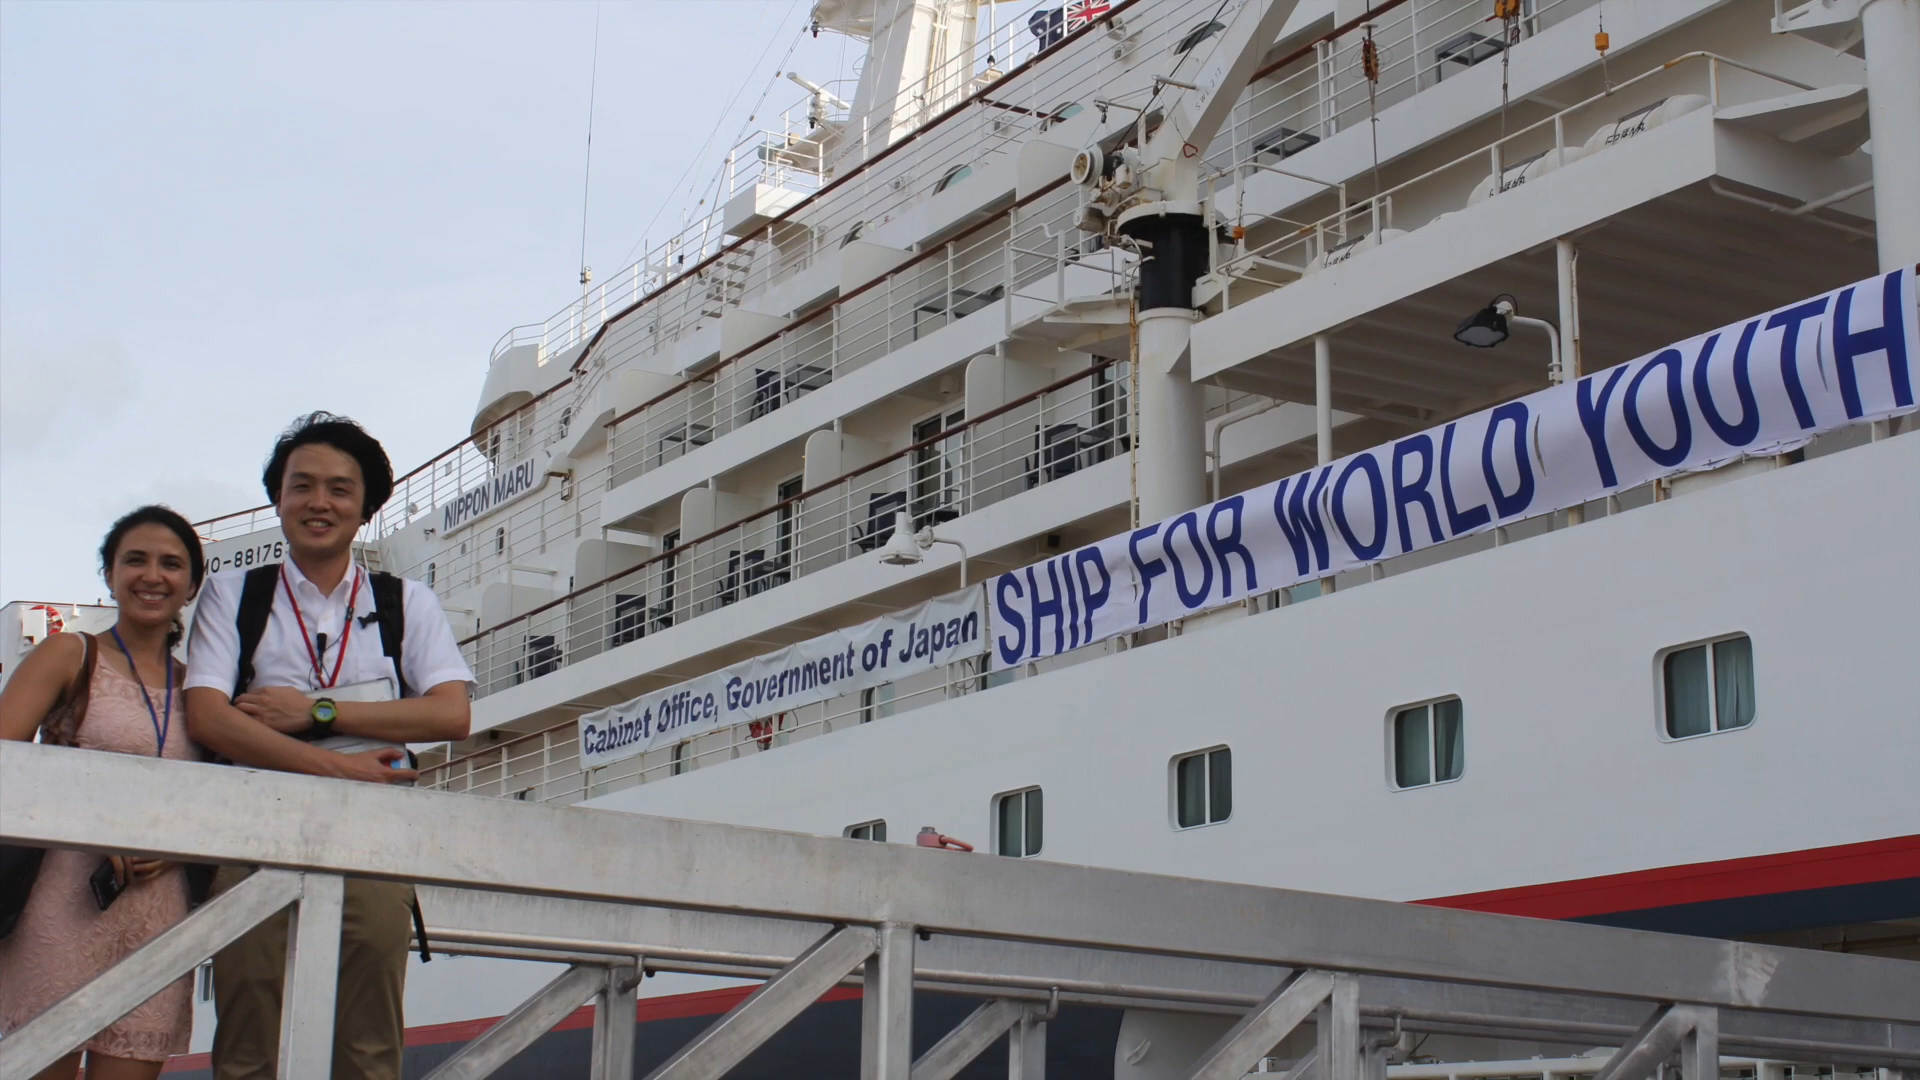 NIPPON MARU
Cabinet Office, Government of Japan
SHIP FOR WORLD YOUTH